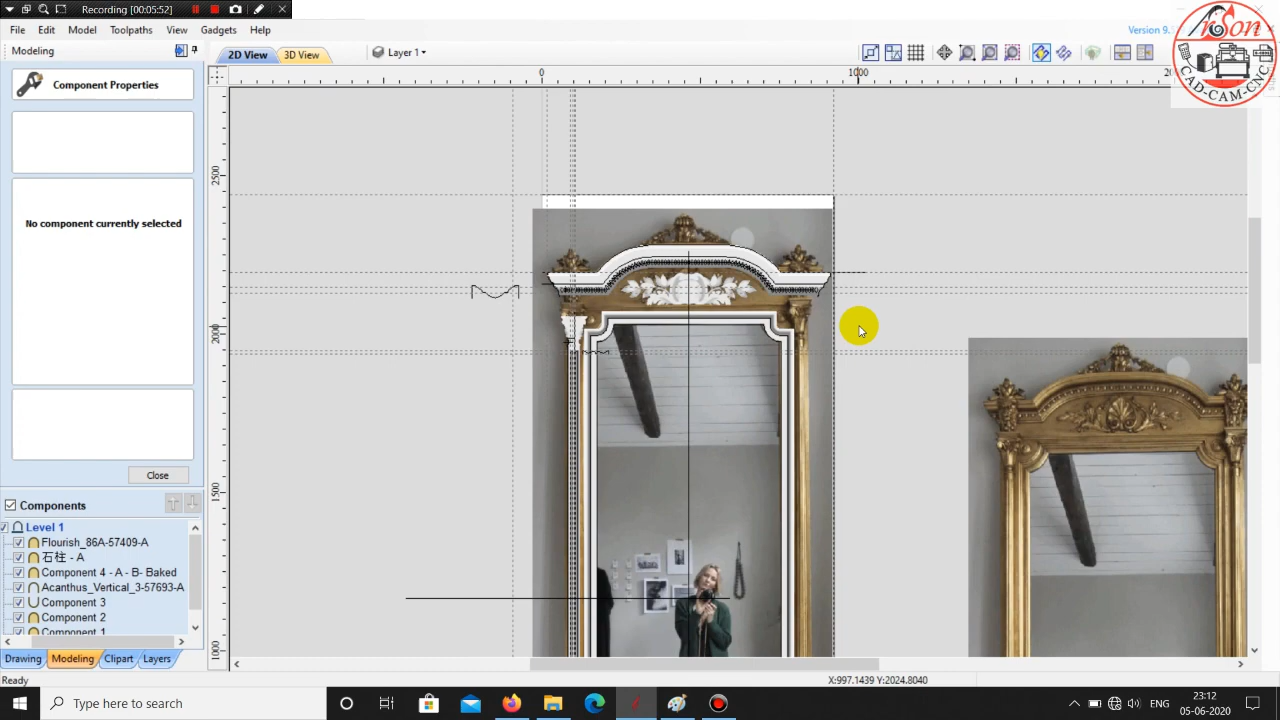 Recording [00:05:52]
File Edit Model Toolpaths View Gadgets Help
Version 9.
Modeling
2D View 3D View Layer 1
Orson
CAD-CAM-CNC
Component Properties
0 1000
No component currently selected
2500
2000
1500
1000
Close
Components
Level 1
Flourish_86A-57409-A
石柱 - A
Component 4 - A - B- Baked
Acanthus_Vertical_3-57693-A
Component 3
Component 2
Component 1
Drawing Modeling Clipart Layers
Ready
X:997.1439 Y:2024.8040
Type here to search
ENG
23:12
05-06-2020